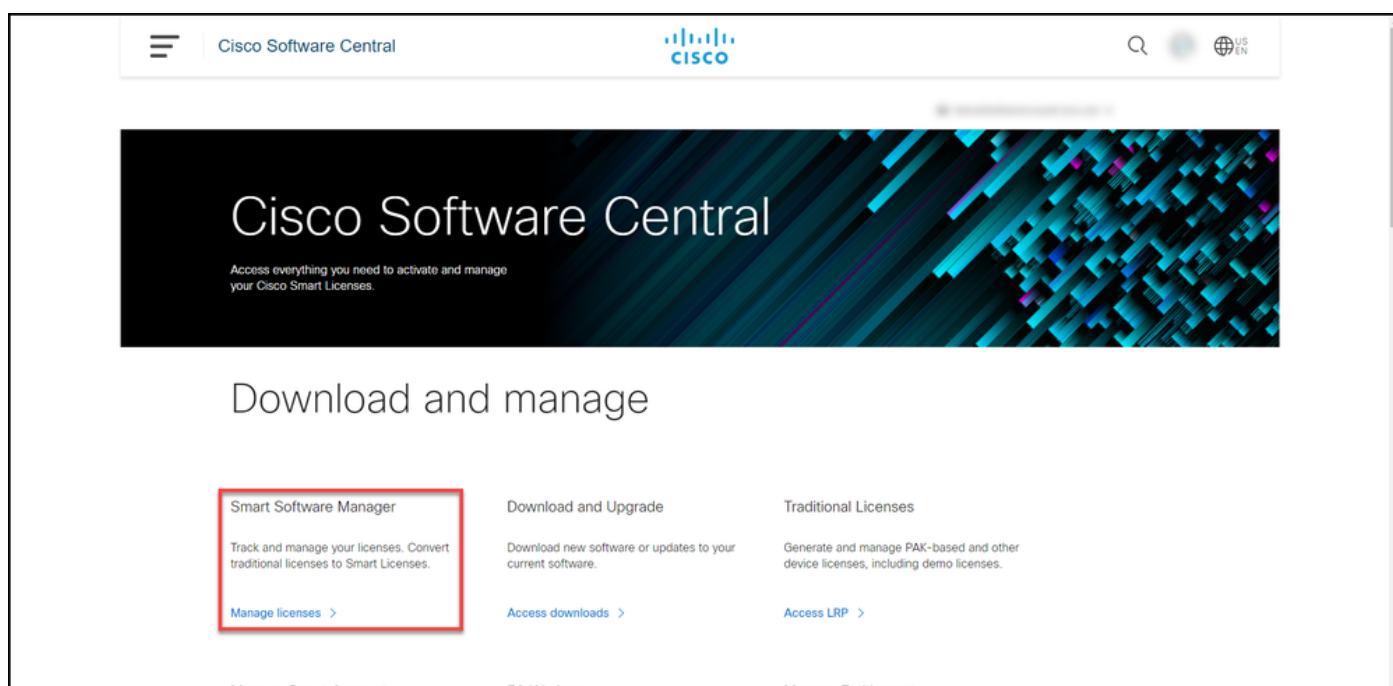 Cisco Software Central
CISCO
US
EN
Cisco Software Central
Access everything you need to activate and manage
your Cisco Smart Licenses.
Download and manage
Smart Software Manager
Track and manage your licenses. Convert
traditional licenses to Smart Licenses.
Manage licenses >
Download and Upgrade
Download new software or updates to your
current software.
Access downloads >
Traditional Licenses
Generate and manage PAK-based and other
device licenses, including demo licenses.
Access LRP >